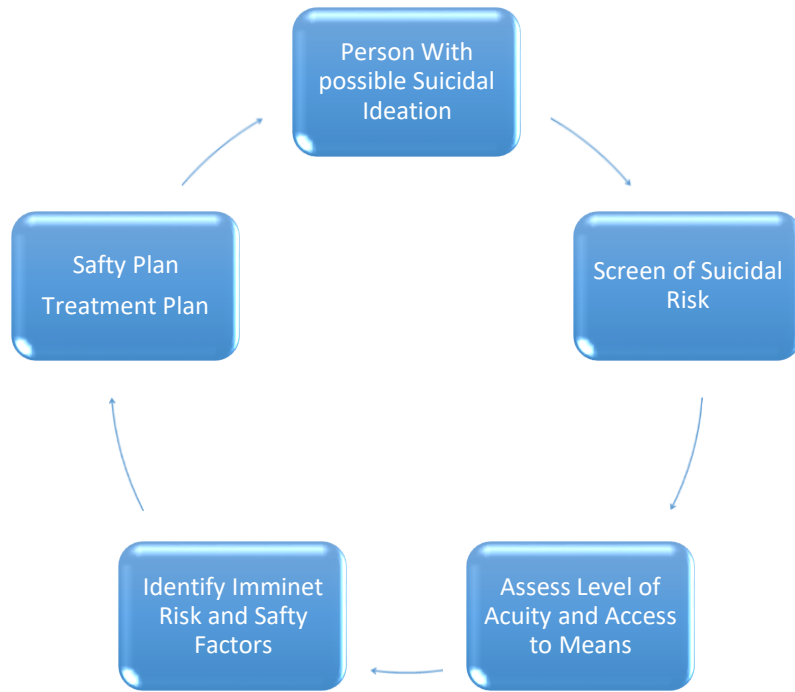 Person With
possible Suicidal
Ideation
Screen of Suicidal
Risk
Assess Level of
Acuity and Access
to Means
Identify Imminet
Risk and Safty
Factors
Safty Plan
Treatment Plan